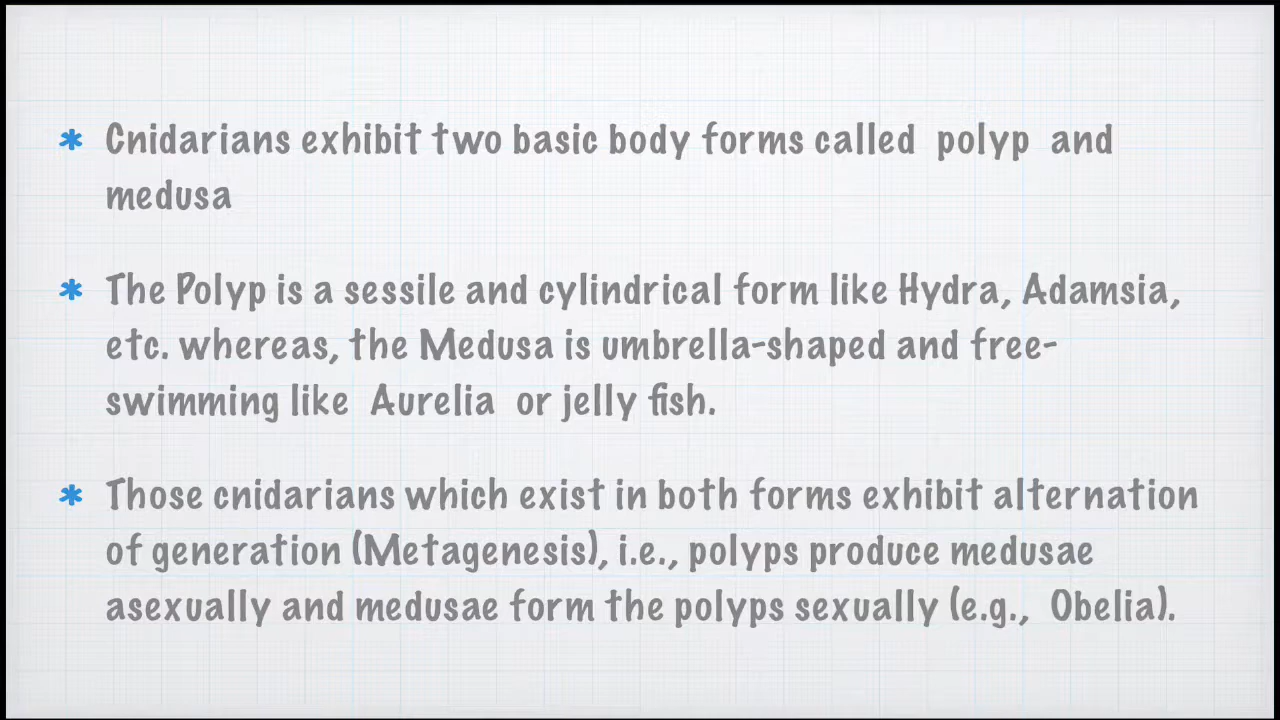 * Cnidarians exhibit two basic body forms called polyp and
medusa
* The Polyp is a sessile and cylindrical form like Hydra, Adamsia,
etc. whereas, the Medusa is umbrella-shaped and free-
swimming like Aurelia or jelly fish.
* Those cnidarians which exist in both forms exhibit alternation
of generation (Metagenesis), i.e., polyps produce medusae
asexually and medusae form the polyps sexually (e.g., Obelia).